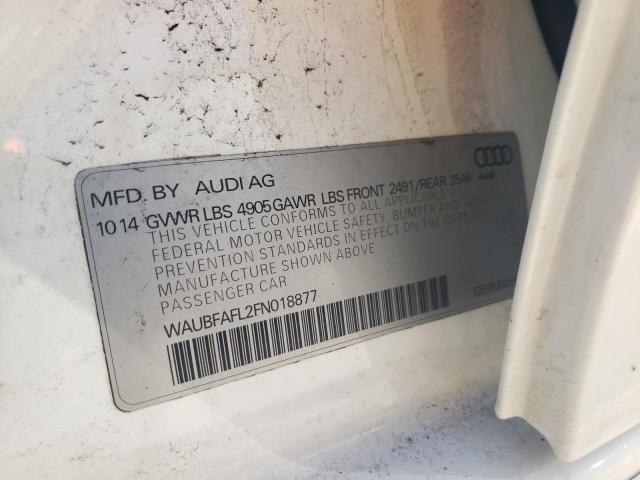 MFD. BY AUDI AG
Audi
10 14 GVWR LBS 4905 GAWR LBS FRONT 2491/REAR 2546
THIS VEHICLE CONFORMS TO ALL APPLICABLE U.S.
FEDERAL MOTOR VEHICLE SAFETY, BUMPER AND THEFT
PREVENTION STANDARDS IN EFFECT ON THE DATE OF
MANUFACTURE SHOWN ABOVE
PASSENGER CAR
WAUBFAFL2FN018877
GERMANY